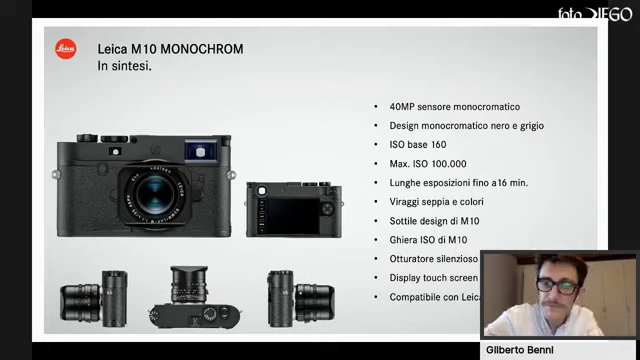 foto DIEGO
Leica
Leica M10 MONOCHROM
In sintesi.
• 40MP sensore monocromatico
• Design monocromatico nero e grigio
• ISO base 160
• Max. ISO 100.000
• Lunghe esposizioni fino a16 min.
• Viraggi seppia e colori
• Sottile design di M10
• Ghiera ISO di M10
• Otturatore silenzioso
• Display touch screen
• Compatibile con Leica
Gilberto Benni